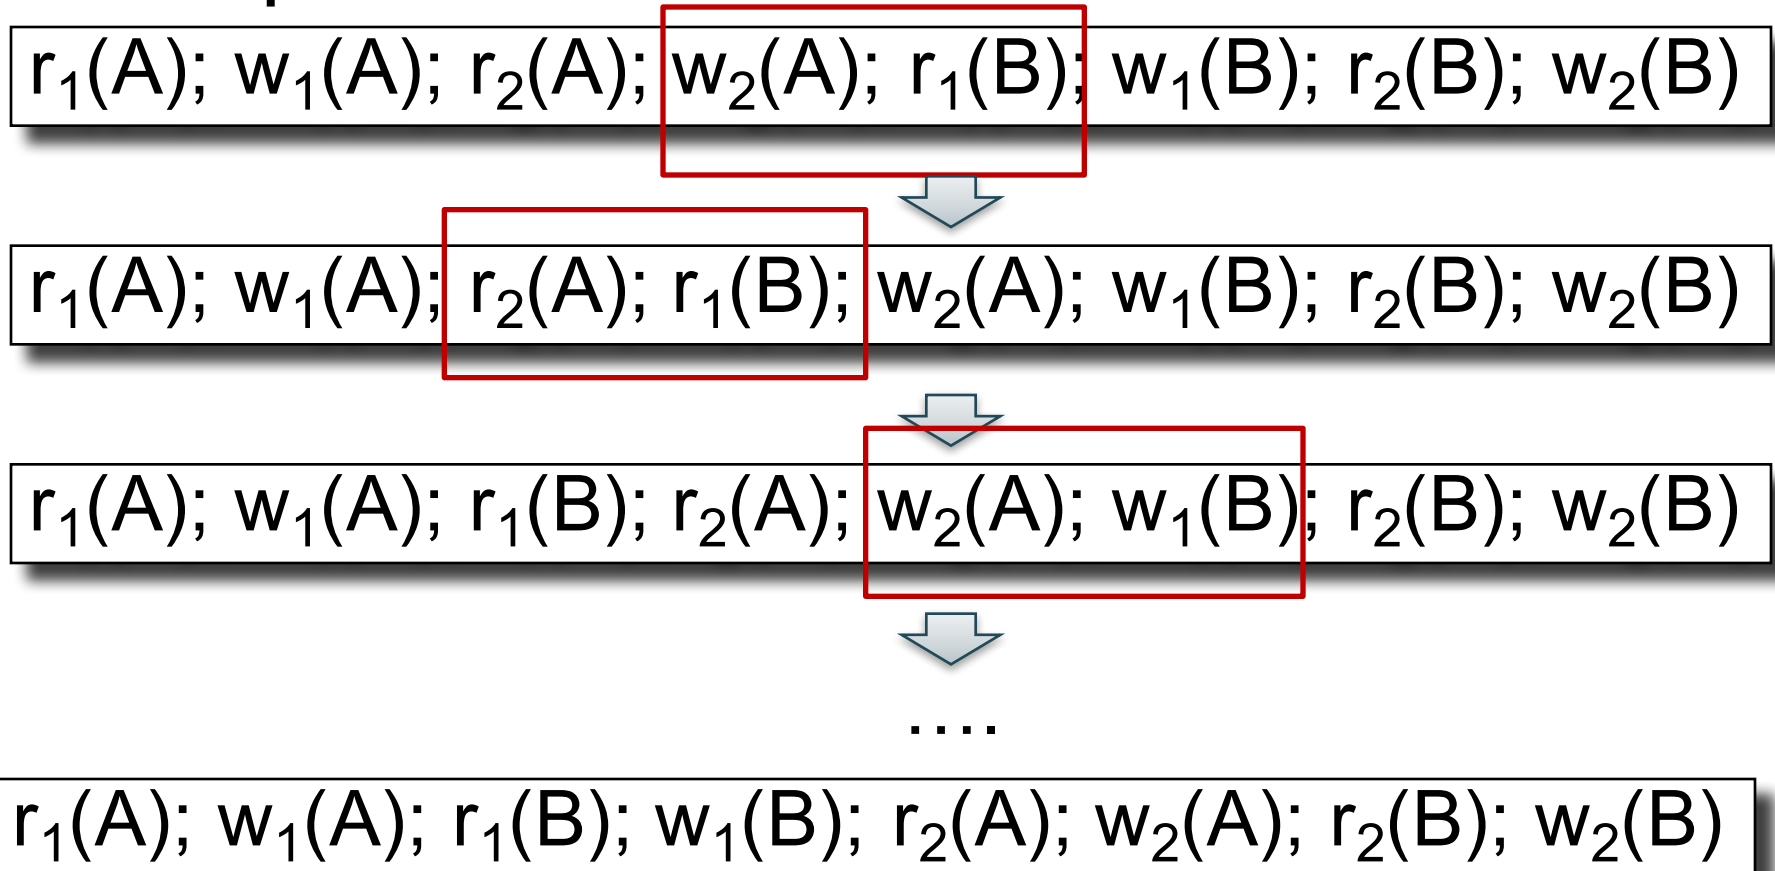 r₁(A); w₁(A); r₂(A); w₂(A); r₁(B); w₁(B); r₂(B); w₂(B)
r₁(A); w₁(A); r₂(A); r₁(B); w₂(A); w₁(B); r₂(B); w₂(B)
r₁(A); w₁(A); r₁(B); r₂(A); w₂(A); w₁(B); r₂(B); w₂(B)
....
r₁(A); w₁(A); r₁(B); w₁(B); r₂(A); w₂(A); r₂(B); w₂(B)